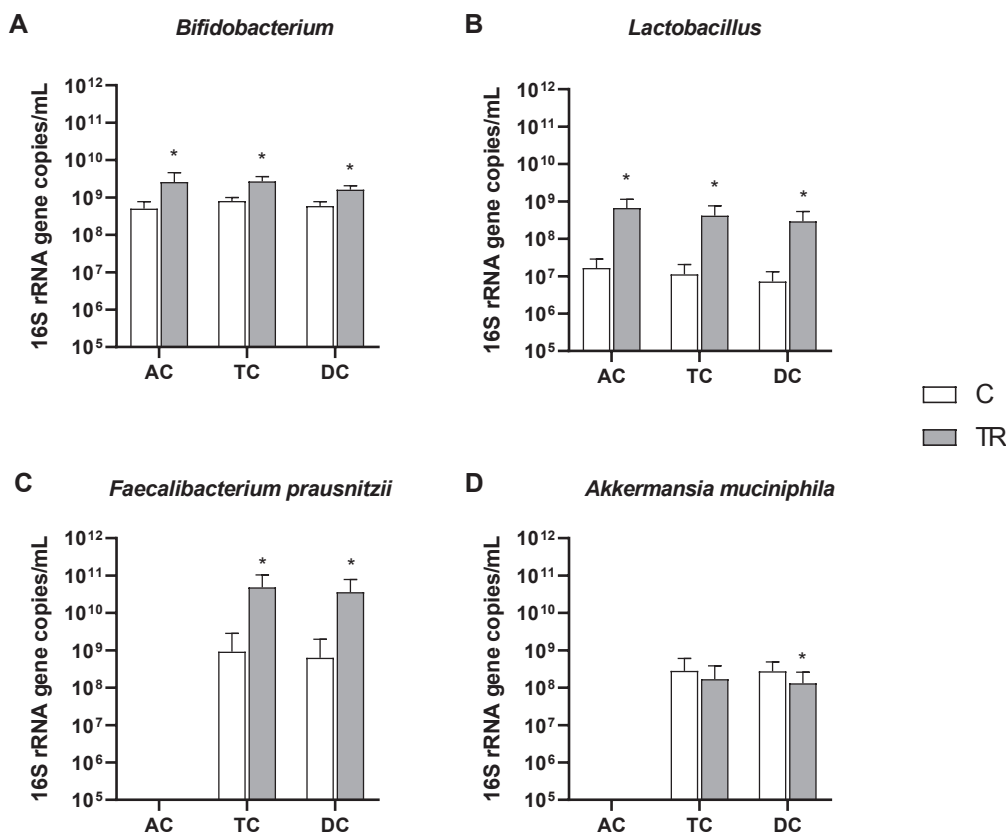 A Bifidobacterium
16S rRNA gene copies/mL
10¹²
10¹¹
10¹⁰
10⁹
10⁸
10⁷
10⁶
10⁵
* * *
AC TC DC
B Lactobacillus
16S rRNA gene copies/mL
10¹²
10¹¹
10¹⁰
10⁹
10⁸
10⁷
10⁶
10⁵
* * *
AC TC DC
C
TR
C Faecalibacterium prausnitzii
16S rRNA gene copies/mL
10¹²
10¹¹
10¹⁰
10⁹
10⁸
10⁷
10⁶
10⁵
* *
AC TC DC
D Akkermansia muciniphila
16S rRNA gene copies/mL
10¹²
10¹¹
10¹⁰
10⁹
10⁸
10⁷
10⁶
10⁵
*
AC TC DC